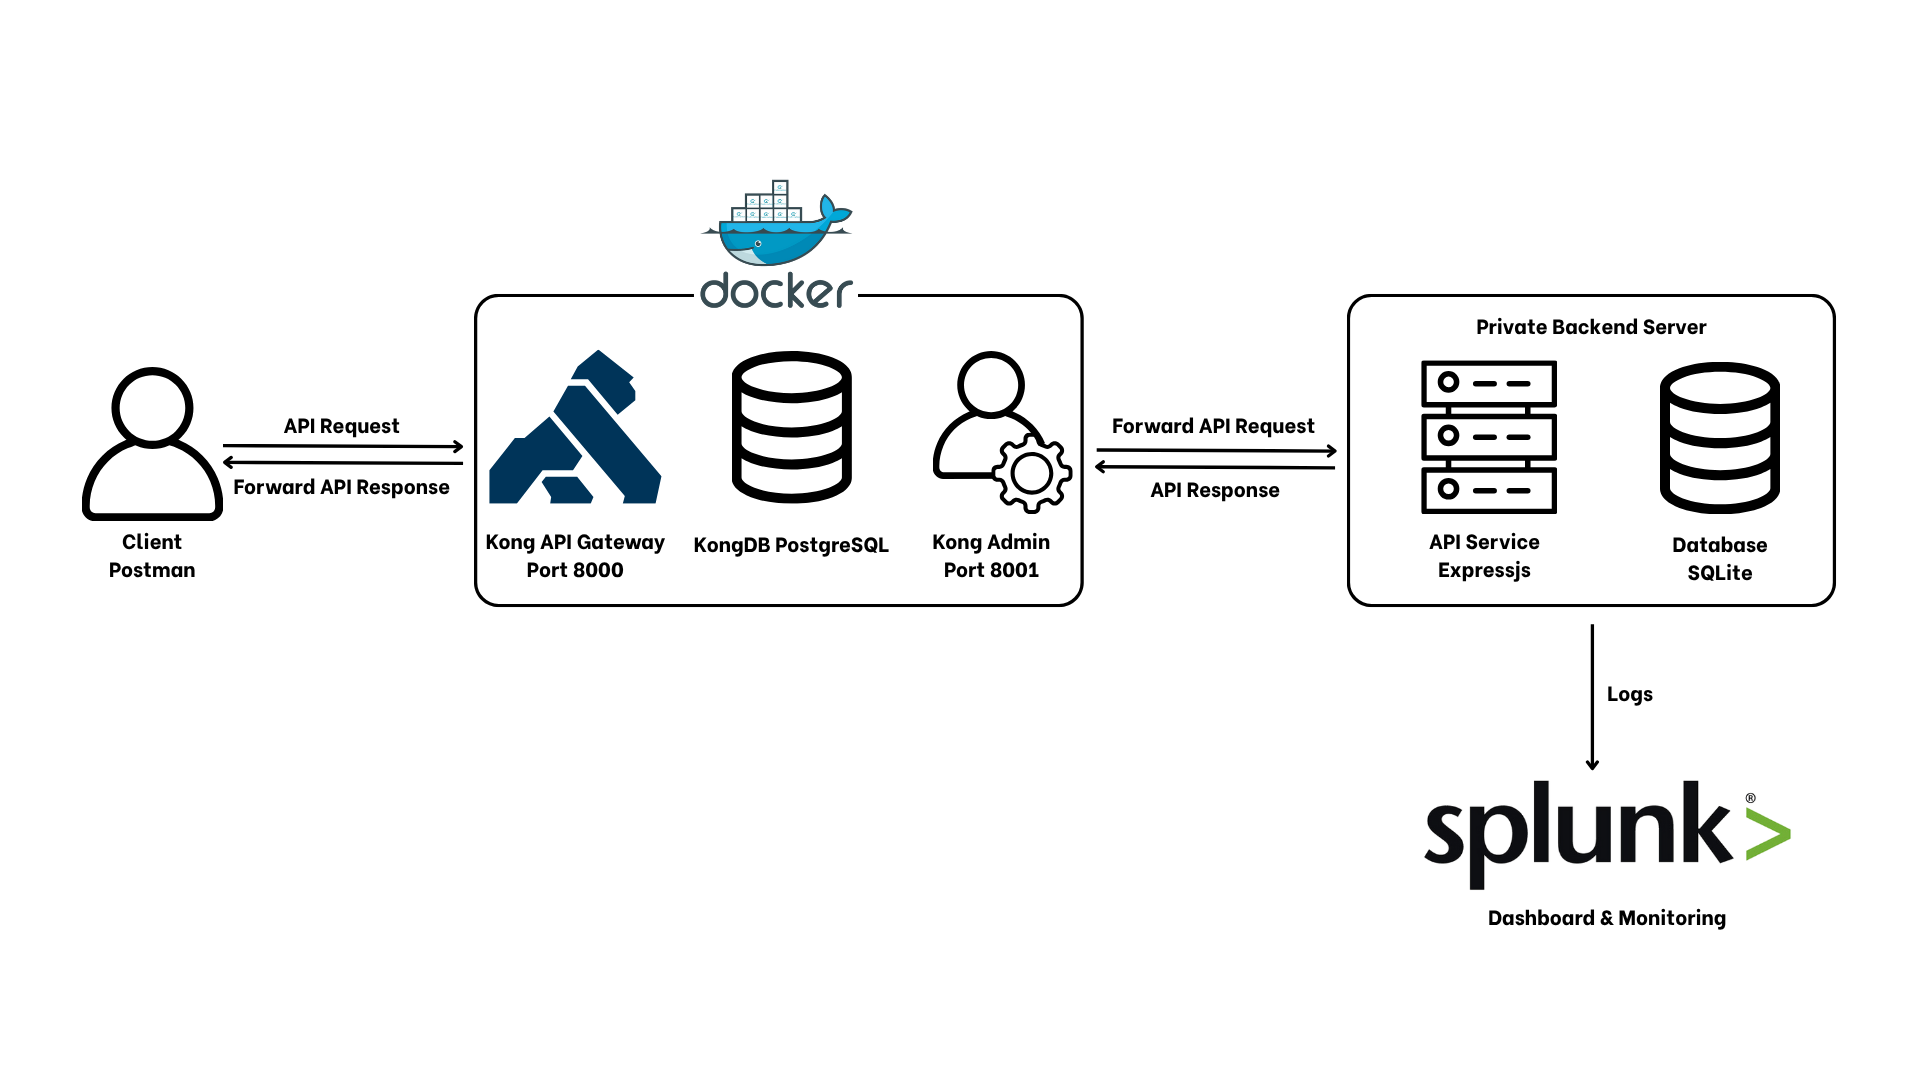 docker
Private Backend Server
API Request
Forward API Response
Forward API Request
API Response
Client
Postman
Kong API Gateway
Port 8000
KongDB PostgreSQL
Kong Admin
Port 8001
API Service
Expressjs
Database
SQLite
Logs
splunk>®
Dashboard & Monitoring